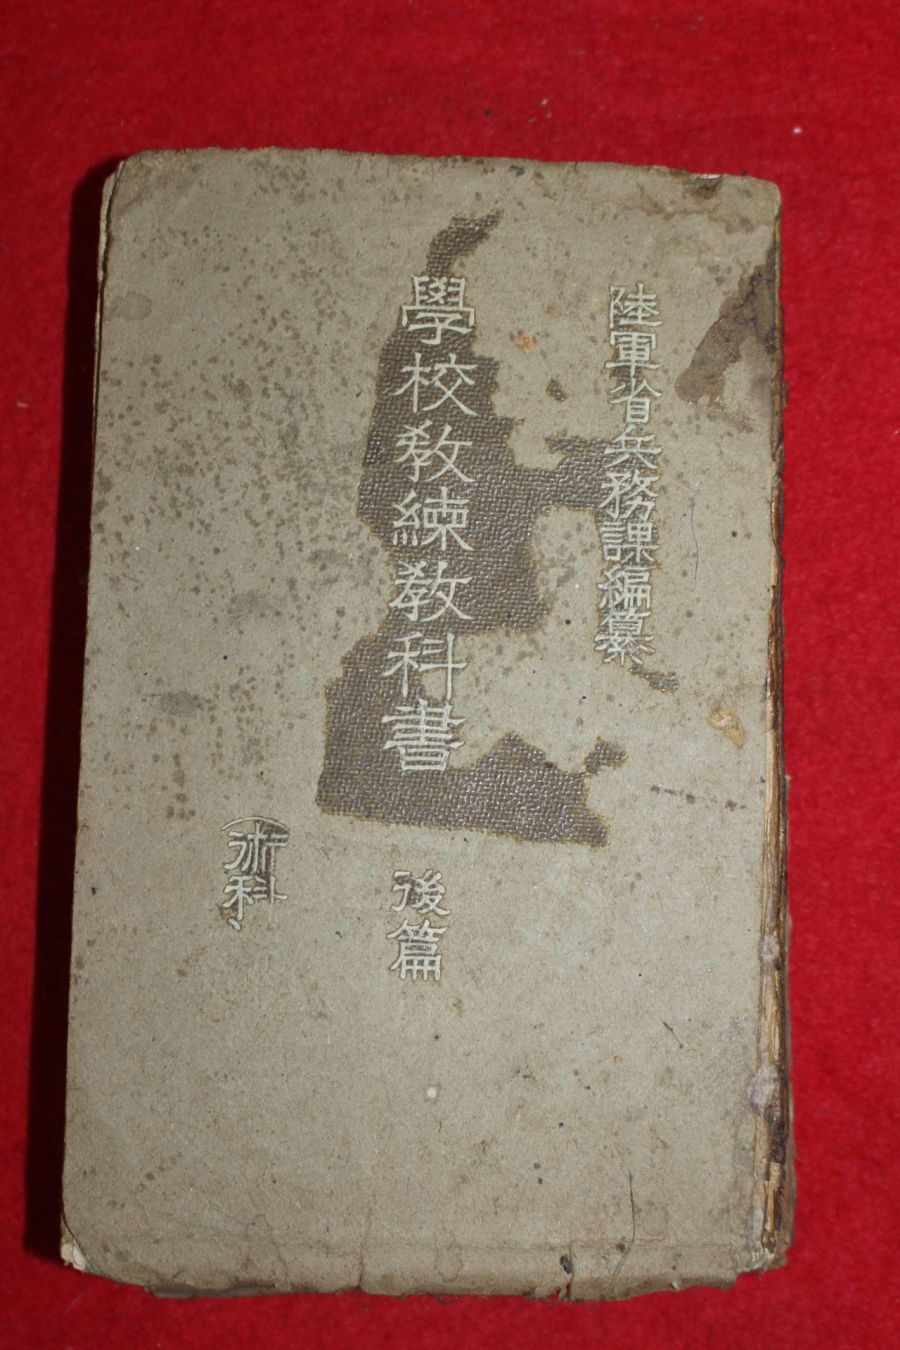 陸軍省兵務課編纂
學校教練教科書
後篇
(術科)